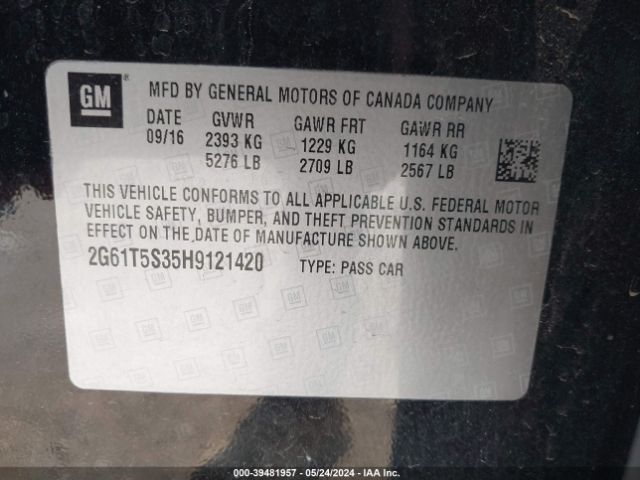 GM ®
MFD BY GENERAL MOTORS OF CANADA COMPANY
DATE GVWR GAWR FRT GAWR RR
09/16 2393 KG 1229 KG 1164 KG
5276 LB 2709 LB 2567 LB
THIS VEHICLE CONFORMS TO ALL APPLICABLE U.S. FEDERAL MOTOR
VEHICLE SAFETY, BUMPER, AND THEFT PREVENTION STANDARDS IN
EFFECT ON THE DATE OF MANUFACTURE SHOWN ABOVE.
2G61T5S35H9121420 TYPE: PASS CAR
000-39481957 - 05/24/2024 - IAA Inc.